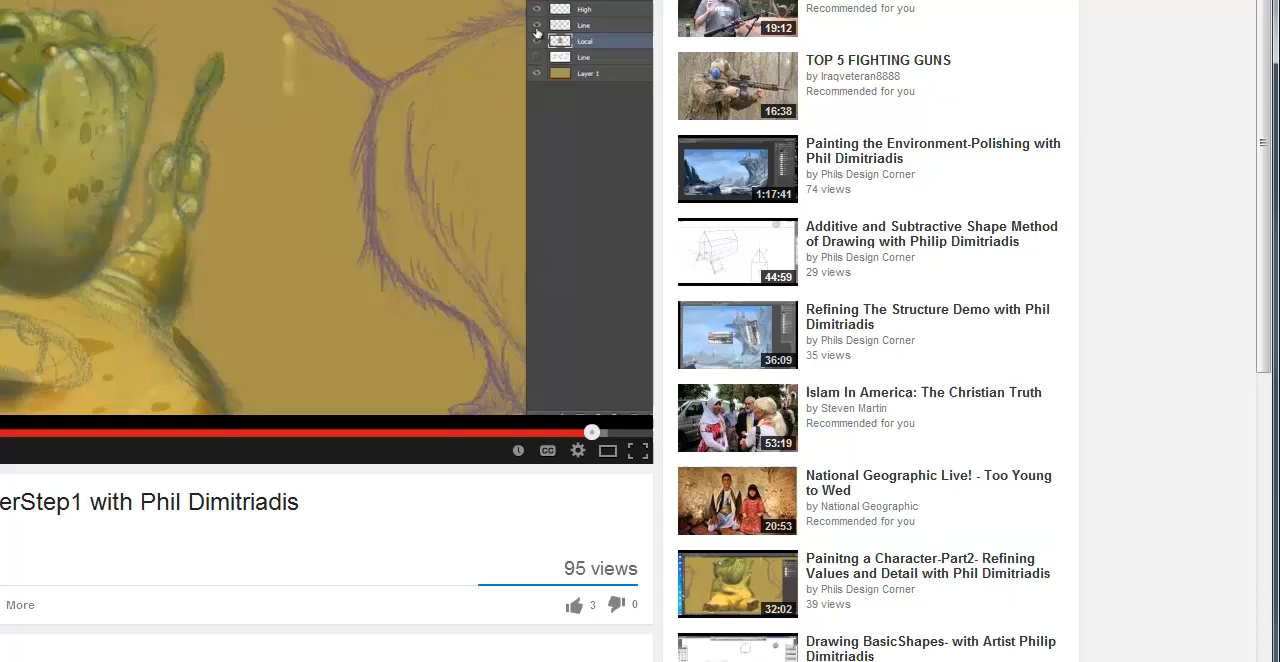 High
Line
Local
Line
Layer 1
CC
erStep1 with Phil Dimitriadis
95 views
More
3
0
Recommended for you
19:12
TOP 5 FIGHTING GUNS
by Iraqveteran8888
Recommended for you
16:38
Painting the Environment-Polishing with
Phil Dimitriadis
by Phils Design Corner
74 views
1:17:41
Additive and Subtractive Shape Method
of Drawing with Philip Dimitriadis
by Phils Design Corner
29 views
44:59
Refining The Structure Demo with Phil
Dimitriadis
by Phils Design Corner
35 views
36:09
Islam In America: The Christian Truth
by Steven Martin
Recommended for you
53:19
National Geographic Live! - Too Young
to Wed
by National Geographic
Recommended for you
20:53
Painitng a Character-Part2- Refining
Values and Detail with Phil Dimitriadis
by Phils Design Corner
39 views
32:02
Drawing BasicShapes- with Artist Philip
Dimitriadis